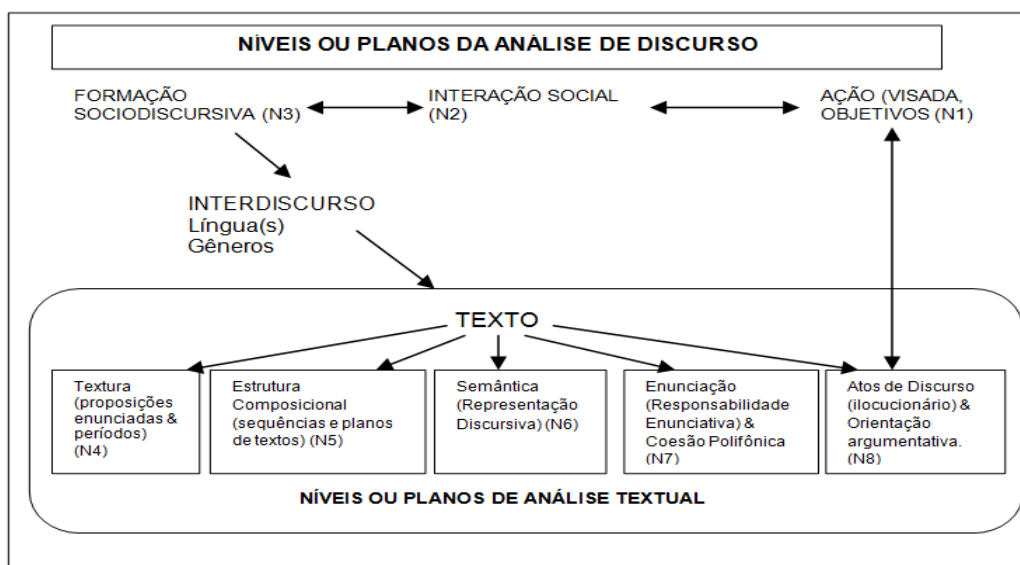 NÍVEIS OU PLANOS DA ANÁLISE DE DISCURSO
FORMAÇÃO
SOCIODISCURSIVA (N3)
INTERAÇÃO SOCIAL
(N2)
AÇÃO (VISADA,
OBJETIVOS (N1)
INTERDISCURSO
Língua(s)
Gêneros
TEXTO
Textura
(proposições
enunciadas &
períodos)
(N4)
Estrutura
Composicional
(sequências e planos
de textos) (N5)
Semântica
(Representação
Discursiva) (N6)
Enunciação
(Responsabilidade
Enunciativa) &
Coesão Polifônica
(N7)
Atos de Discurso
(ilocucionário) &
Orientação
argumentativa.
(N8)
NÍVEIS OU PLANOS DE ANÁLISE TEXTUAL